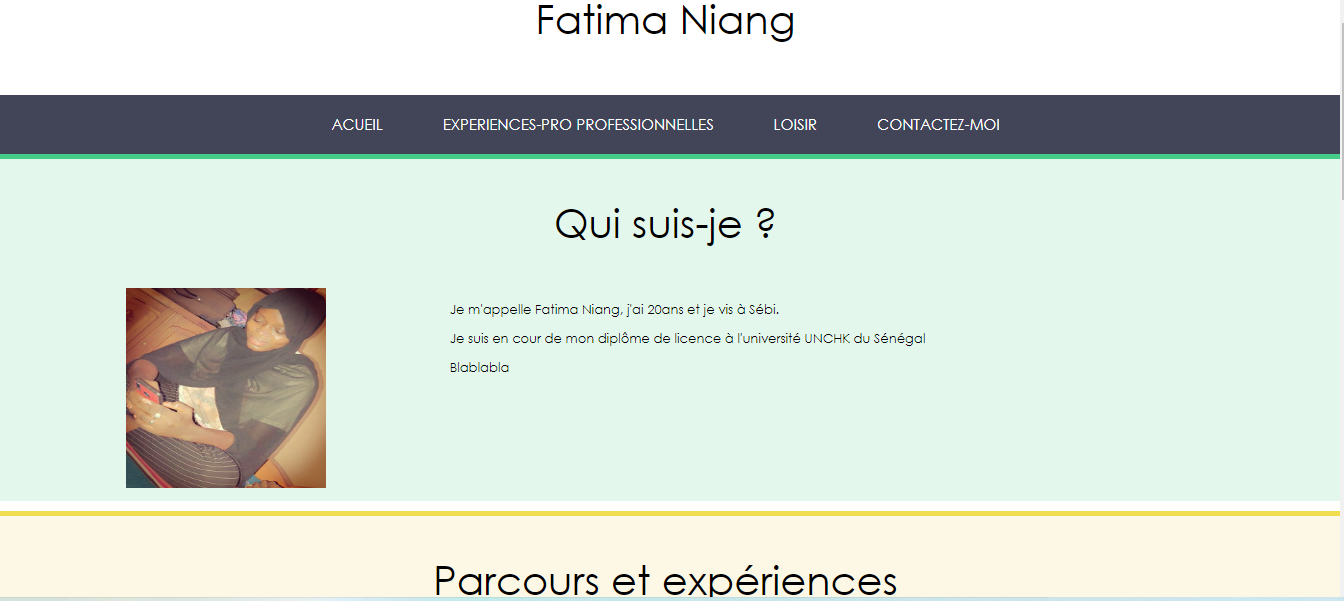 Fatima Niang
ACUEIL EXPERIENCES-PRO PROFESSIONNELLES LOISIR CONTACTEZ-MOI
Qui suis-je ?
Je m'appelle Fatima Niang, j'ai 20ans et je vis à Sébi.
Je suis en cour de mon diplôme de licence à l'université UNCHK du Sénégal
Blablabla
Parcours et expériences